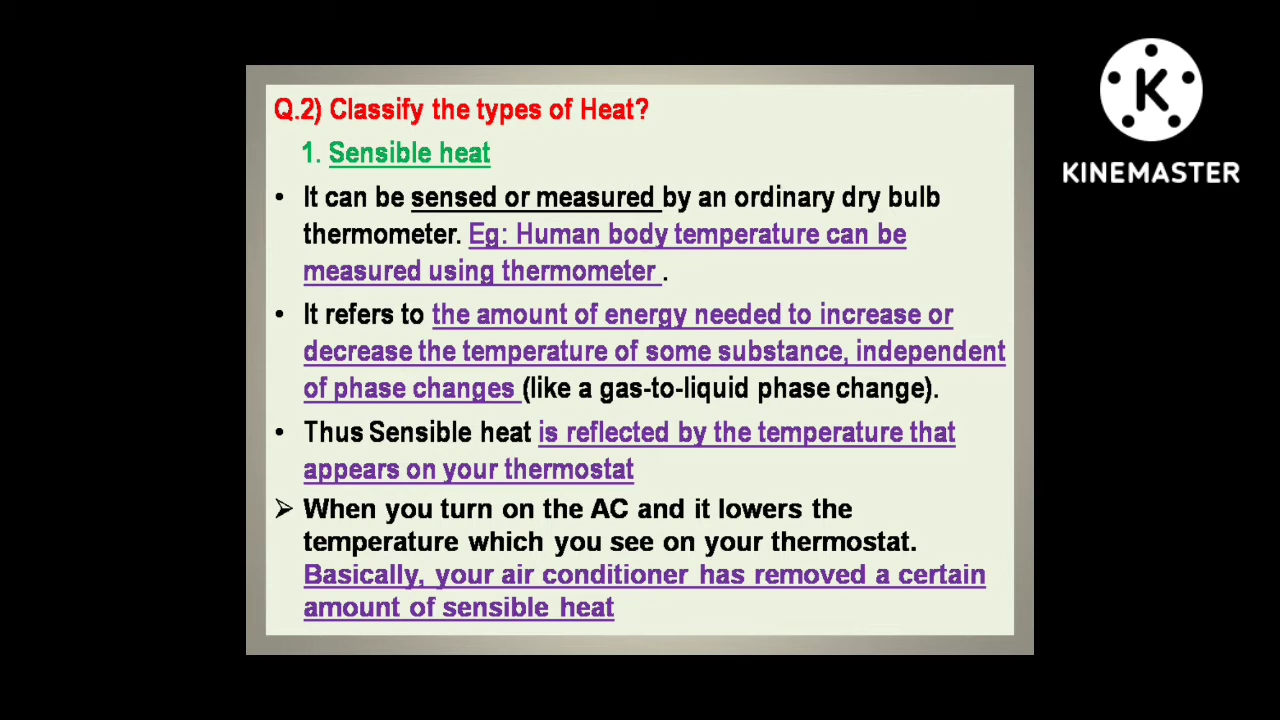 Q.2) Classify the types of Heat?
1. Sensible heat
• It can be sensed or measured by an ordinary dry bulb
thermometer. Eg: Human body temperature can be
measured using thermometer .
• It refers to the amount of energy needed to increase or
decrease the temperature of some substance, independent
of phase changes (like a gas-to-liquid phase change).
• Thus Sensible heat is reflected by the temperature that
appears on your thermostat
➢ When you turn on the AC and it lowers the
temperature which you see on your thermostat.
Basically, your air conditioner has removed a certain
amount of sensible heat
K
KINEMASTER